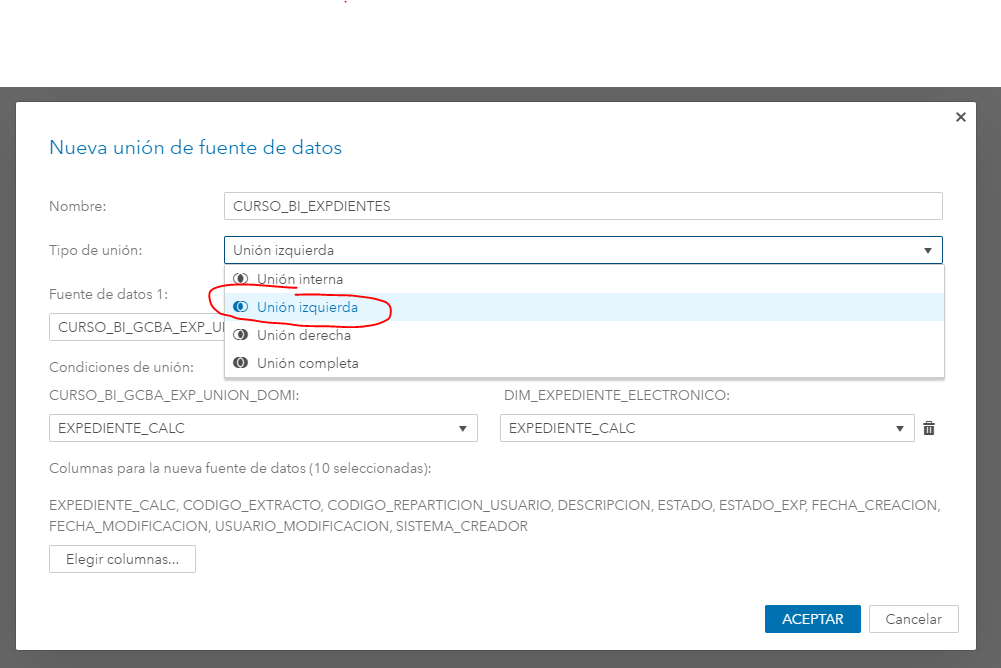 Nueva unión de fuente de datos
Nombre: CURSO_BI_EXPDIENTES
Tipo de unión: Unión izquierda
Unión interna
Unión izquierda
Unión derecha
Unión completa
Fuente de datos 1:
CURSO_BI_GCBA_EXP_UN
Condiciones de unión:
CURSO_BI_GCBA_EXP_UNION_DOMI: DIM_EXPEDIENTE_ELECTRONICO:
EXPEDIENTE_CALC EXPEDIENTE_CALC
Columnas para la nueva fuente de datos (10 seleccionadas):
EXPEDIENTE_CALC, CODIGO_EXTRACTO, CODIGO_REPARTICION_USUARIO, DESCRIPCION, ESTADO, ESTADO_EXP, FECHA_CREACION,
FECHA_MODIFICACION, USUARIO_MODIFICACION, SISTEMA_CREADOR
Elegir columnas...
ACEPTAR Cancelar